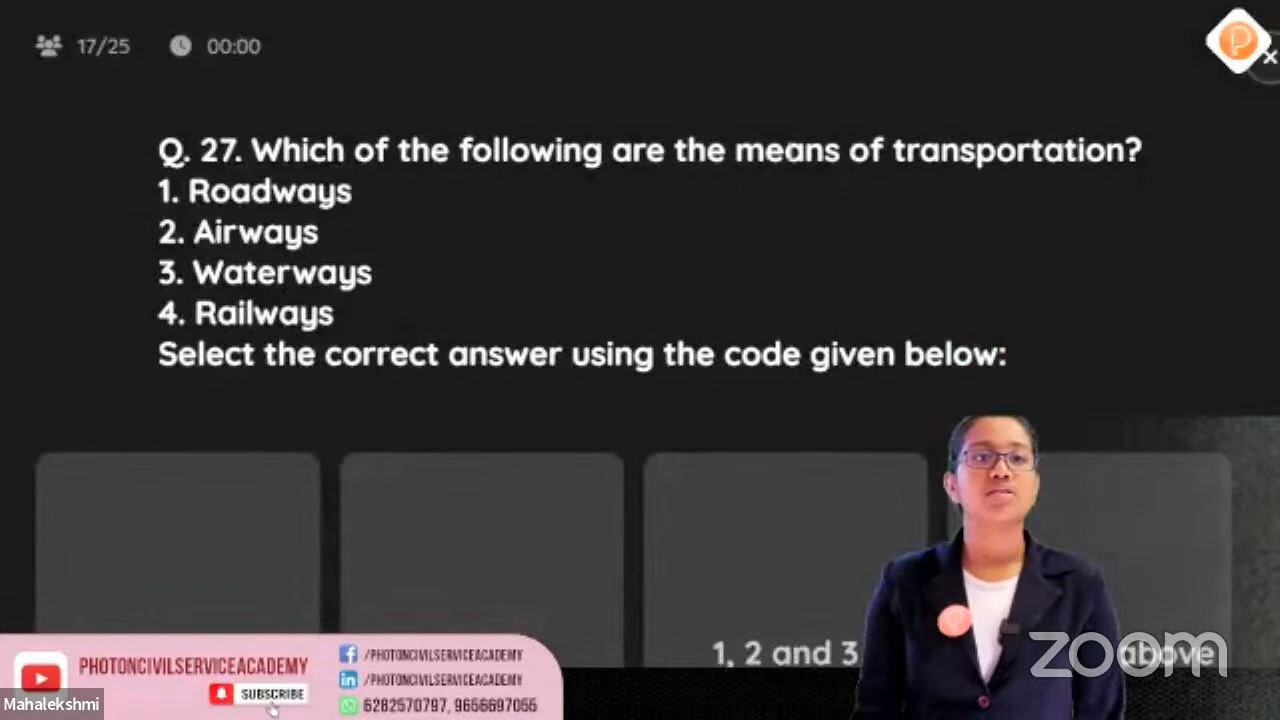 17/25
00:00
Q. 27. Which of the following are the means of transportation?
1. Roadways
2. Airways
3. Waterways
4. Railways
Select the correct answer using the code given below:
1, 2 and 3
above
zoom
PHOTONCIVILSERVICEACADEMY
SUBSCRIBE
/PHOTONCIVILSERVICEACADEMY
/PHOTONCIVILSERVICEACADEMY
6282570797, 9656697055
Mahalekshmi